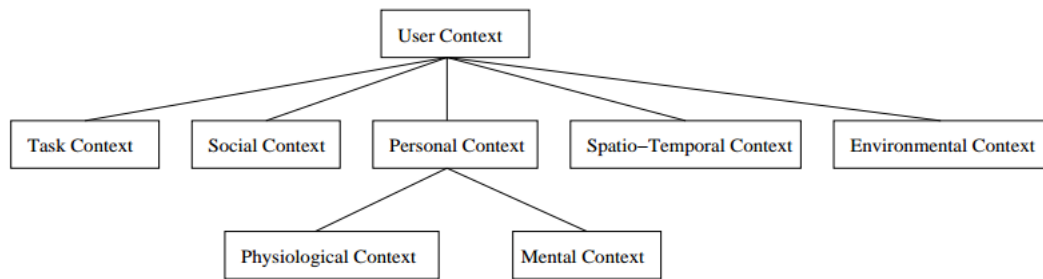 User Context
Task Context
Social Context
Personal Context
Spatio−Temporal Context
Environmental Context
Physiological Context
Mental Context